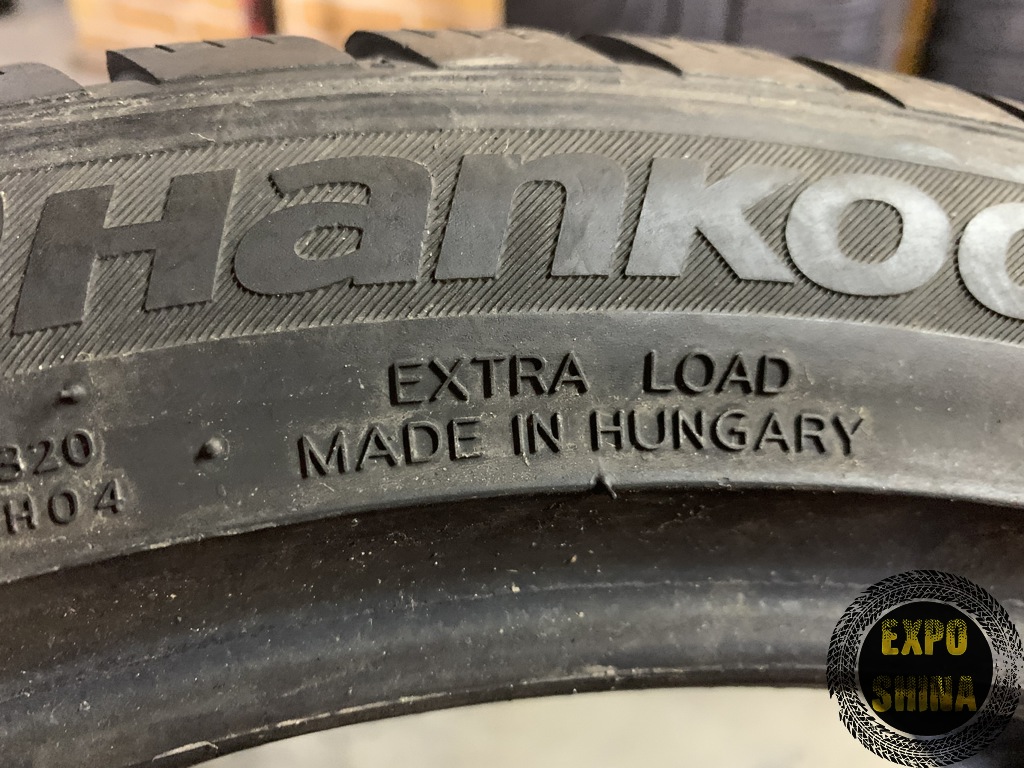 Hankoo
EXTRA LOAD
MADE IN HUNGARY
320
H04
EXPO
SHINA